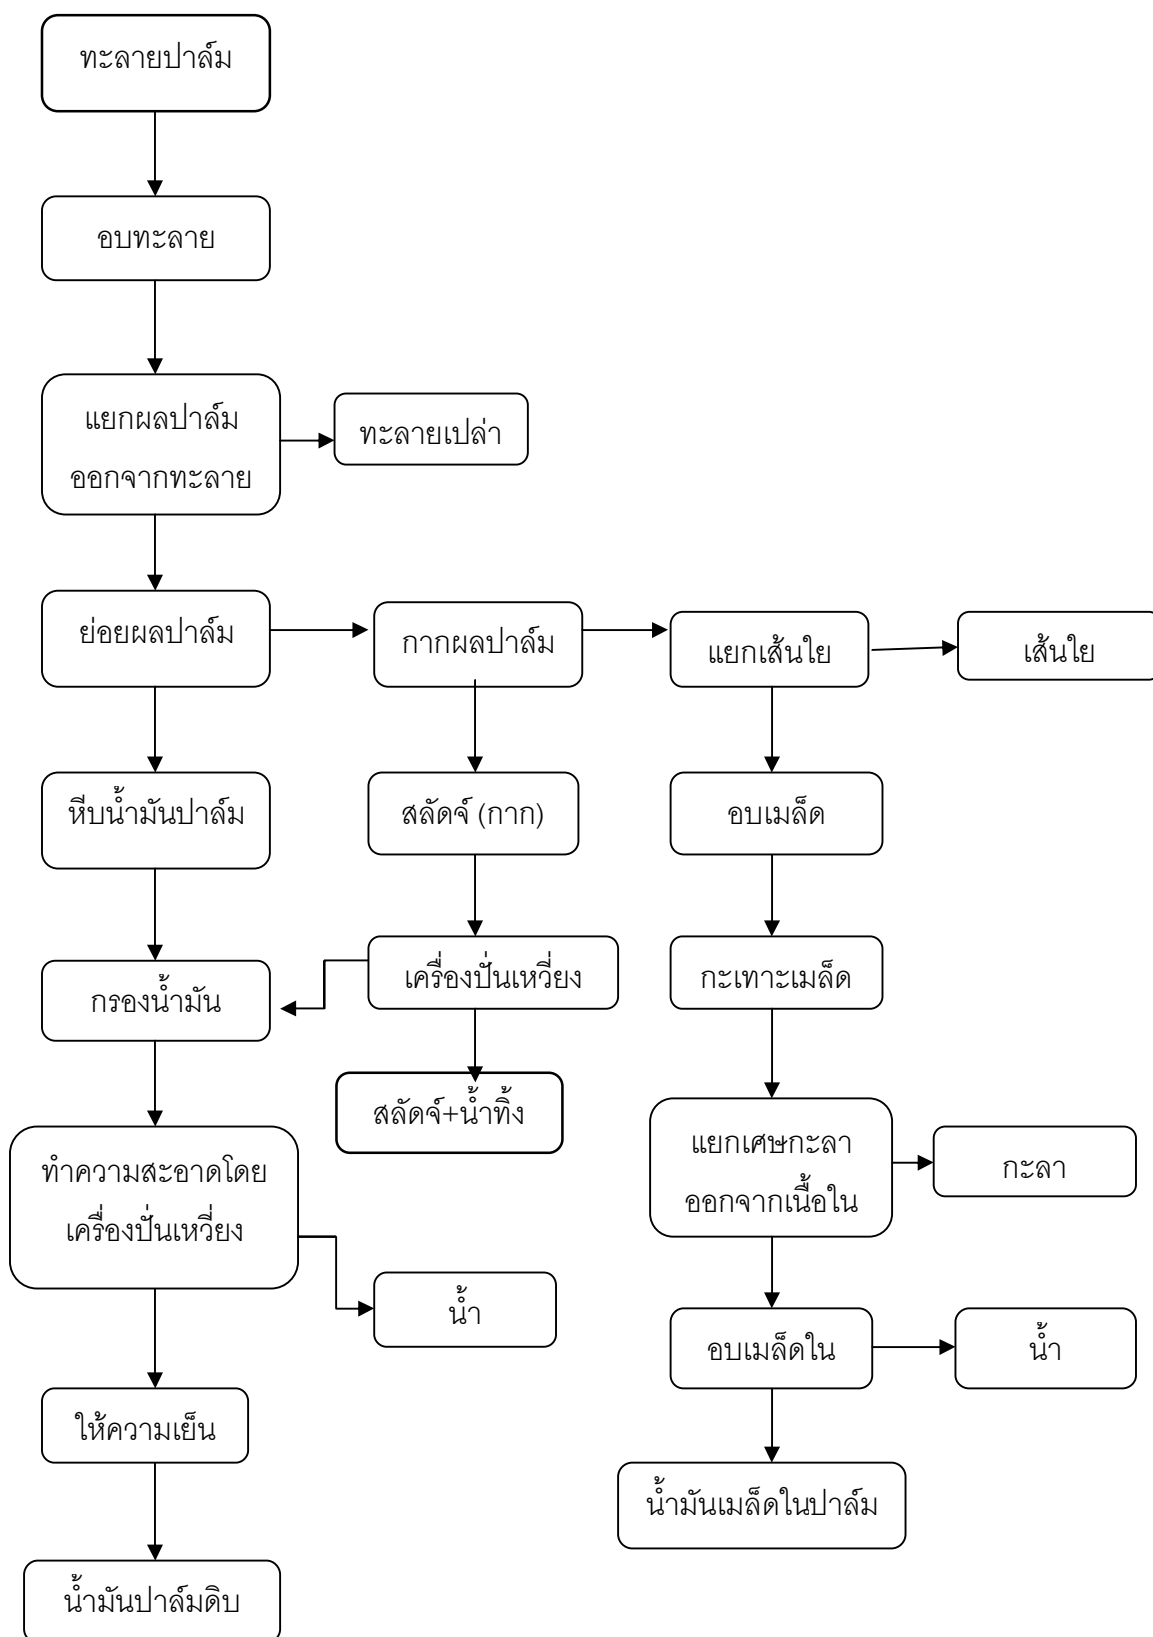 ทะลายปาล์ม
อบทะลาย
แยกผลปาล์ม
ออกจากทะลาย
ทะลายเปล่า
ย่อยผลปาล์ม
กากผลปาล์ม
แยกเส้นใย
เส้นใย
หีบน้ำมันปาล์ม
สลัดจ์ (กาก)
อบเมล็ด
กรองน้ำมัน
เครื่องปั่นเหวี่ยง
กะเทาะเมล็ด
สลัดจ์+น้ำทิ้ง
ทำความสะอาดโดย
เครื่องปั่นเหวี่ยง
แยกเศษกะลา
ออกจากเนื้อใน
กะลา
น้ำ
อบเมล็ดใน
น้ำ
ให้ความเย็น
น้ำมันเมล็ดในปาล์ม
น้ำมันปาล์มดิบ